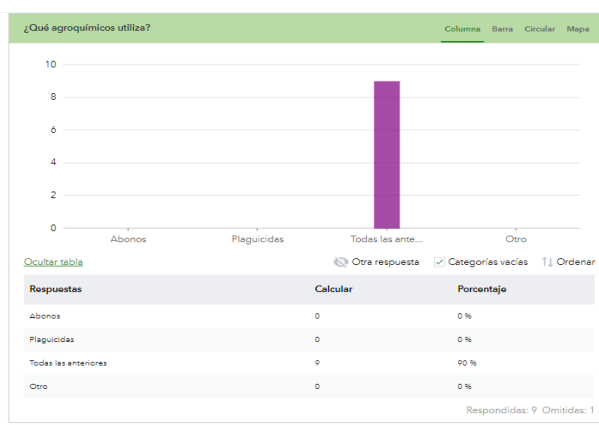 ¿Qué agroquímicos utiliza? Columna Barra Circular Mapa
10
8
6
4
2
0
Abonos Plaguicidas Todas las ante... Otro
Ocultar tabla Otra respuesta Categorías vacías Ordenar
Respuestas Calcular Porcentaje
Abonos 0 0 %
Plaguicidas 0 0 %
Todas las anteriores 9 90 %
Otro 0 0 %
Respondidas: 9 Omitidas: 1